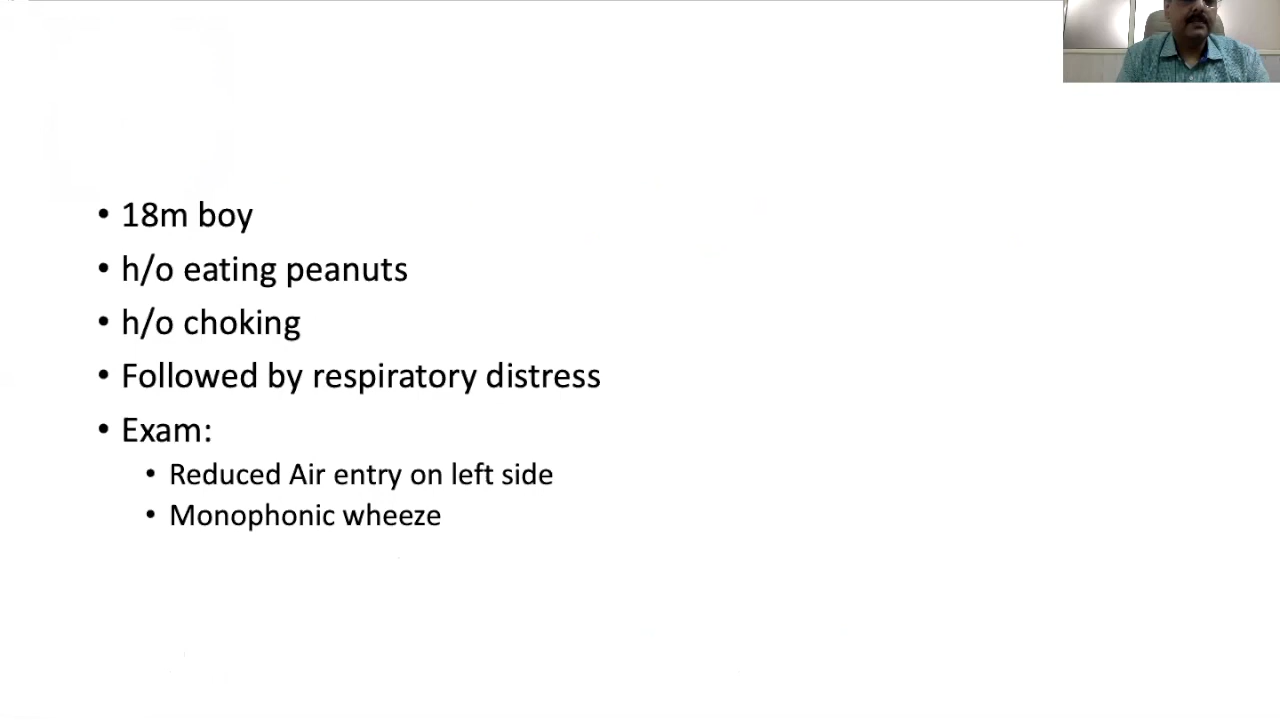 • 18m boy
• h/o eating peanuts
• h/o choking
• Followed by respiratory distress
• Exam:
• Reduced Air entry on left side
• Monophonic wheeze